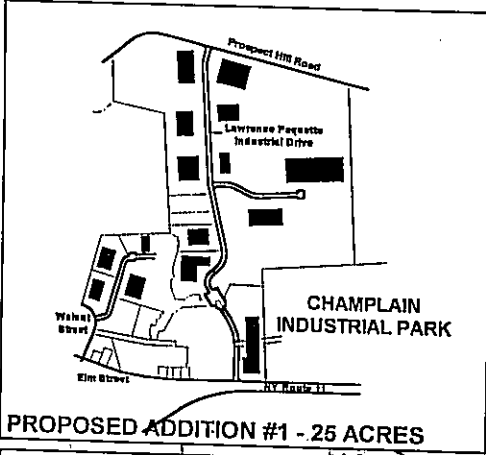 Prospect Hill Road
Lawrence Paquette
Industrial Drive
CHAMPLAIN
INDUSTRIAL PARK
Walnut
Street
Elm Street
NY Route 11
PROPOSED ADDITION #1 - .25 ACRES